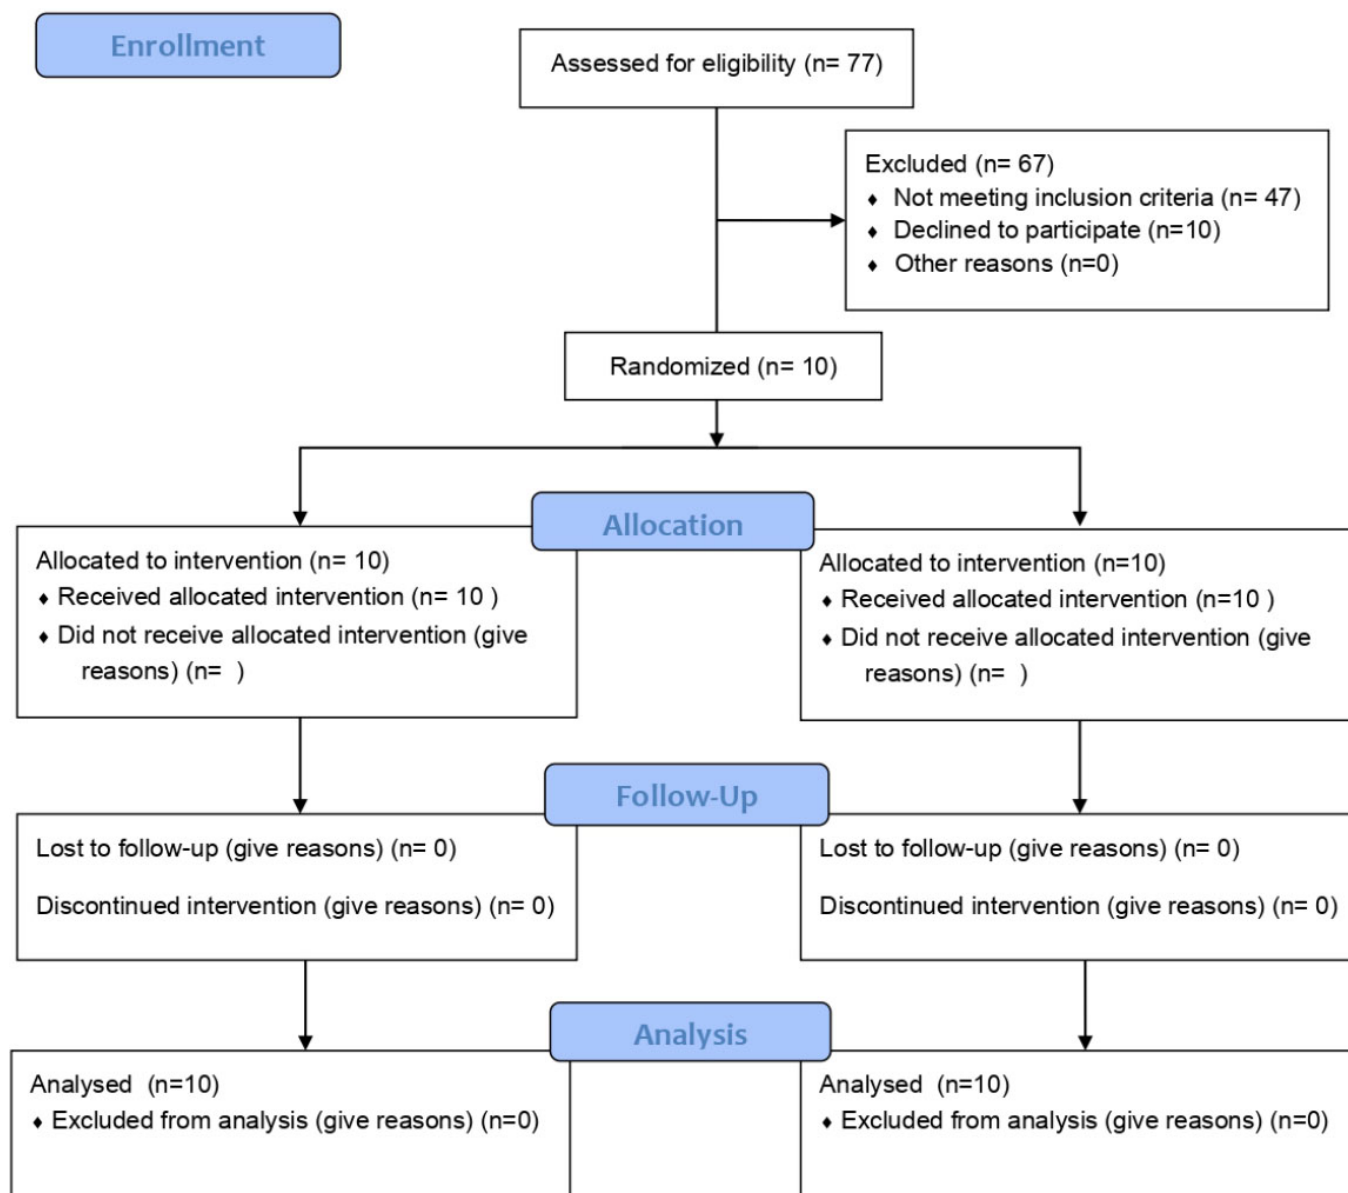 Enrollment
Assessed for eligibility (n= 77)
Excluded (n= 67)
♦ Not meeting inclusion criteria (n= 47)
♦ Declined to participate (n=10)
♦ Other reasons (n=0)
Randomized (n= 10)
Allocation
Allocated to intervention (n= 10)
♦ Received allocated intervention (n= 10 )
♦ Did not receive allocated intervention (give
reasons) (n=  )
Allocated to intervention (n=10)
♦ Received allocated intervention (n=10 )
♦ Did not receive allocated intervention (give
reasons) (n=  )
Follow-Up
Lost to follow-up (give reasons) (n= 0)
Discontinued intervention (give reasons) (n= 0)
Lost to follow-up (give reasons) (n= 0)
Discontinued intervention (give reasons) (n= 0)
Analysis
Analysed  (n=10)
♦ Excluded from analysis (give reasons) (n=0)
Analysed  (n=10)
♦ Excluded from analysis (give reasons) (n=0)